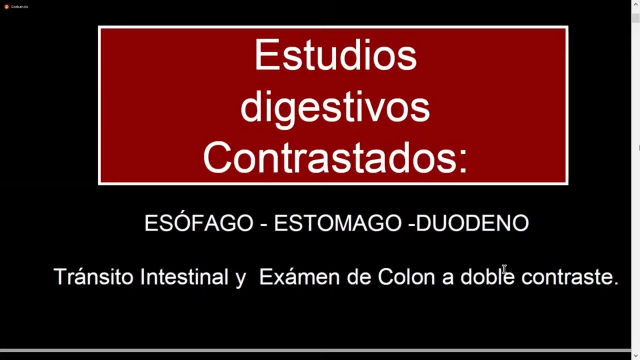 Estudios
digestivos
Contrastados:
ESÓFAGO - ESTOMAGO -DUODENO
Tránsito Intestinal y  Exámen de Colon a doble contraste.